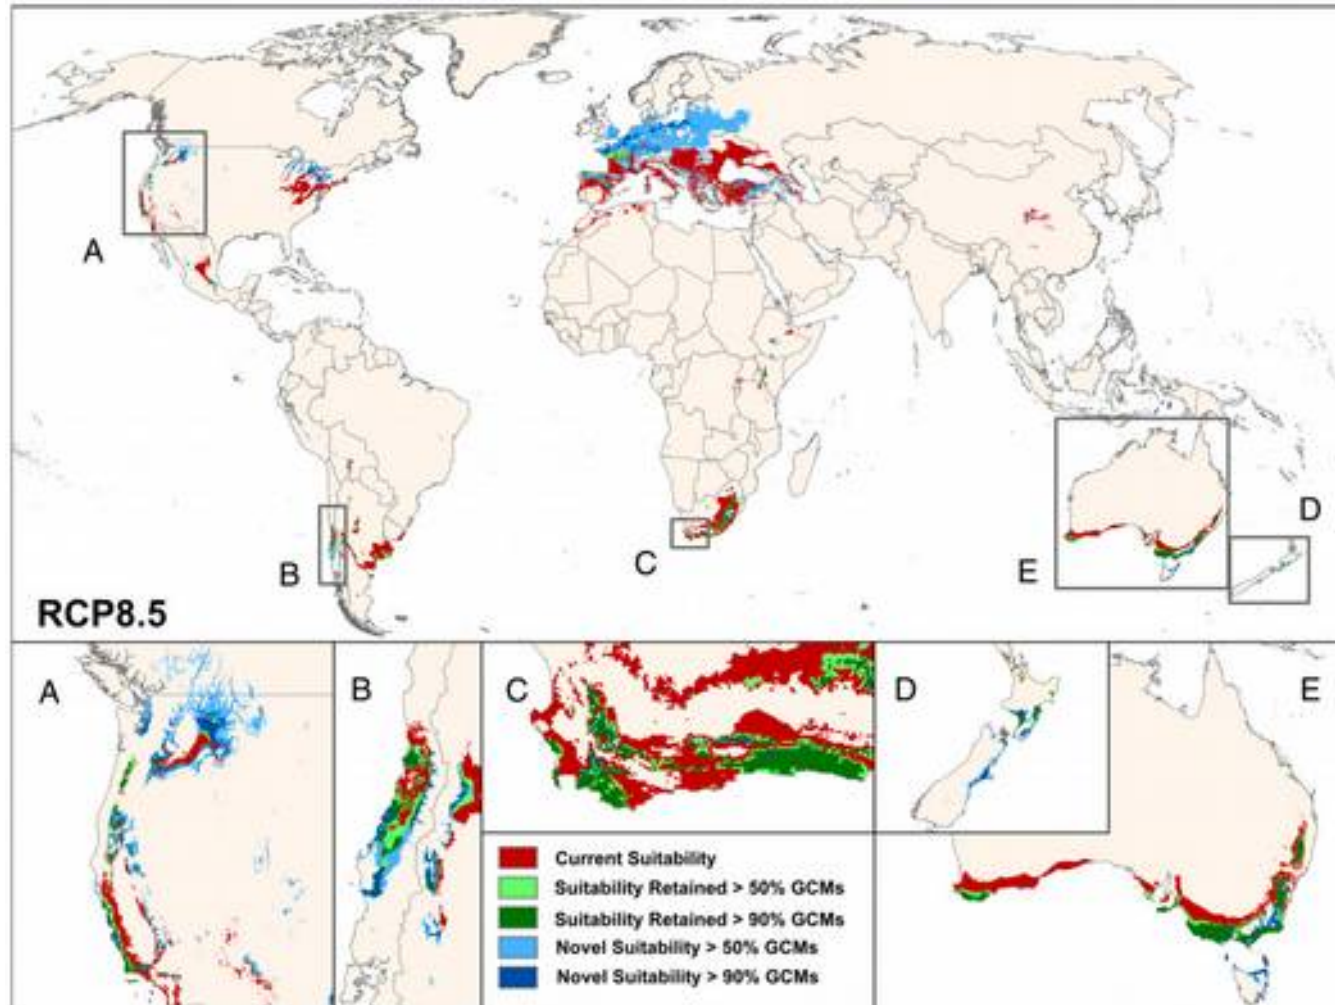 A
B
C
D
E
RCP8.5
A
B
C
D
E
Current Suitability
Suitability Retained > 50% GCMs
Suitability Retained > 90% GCMs
Novel Suitability > 50% GCMs
Novel Suitability > 90% GCMs